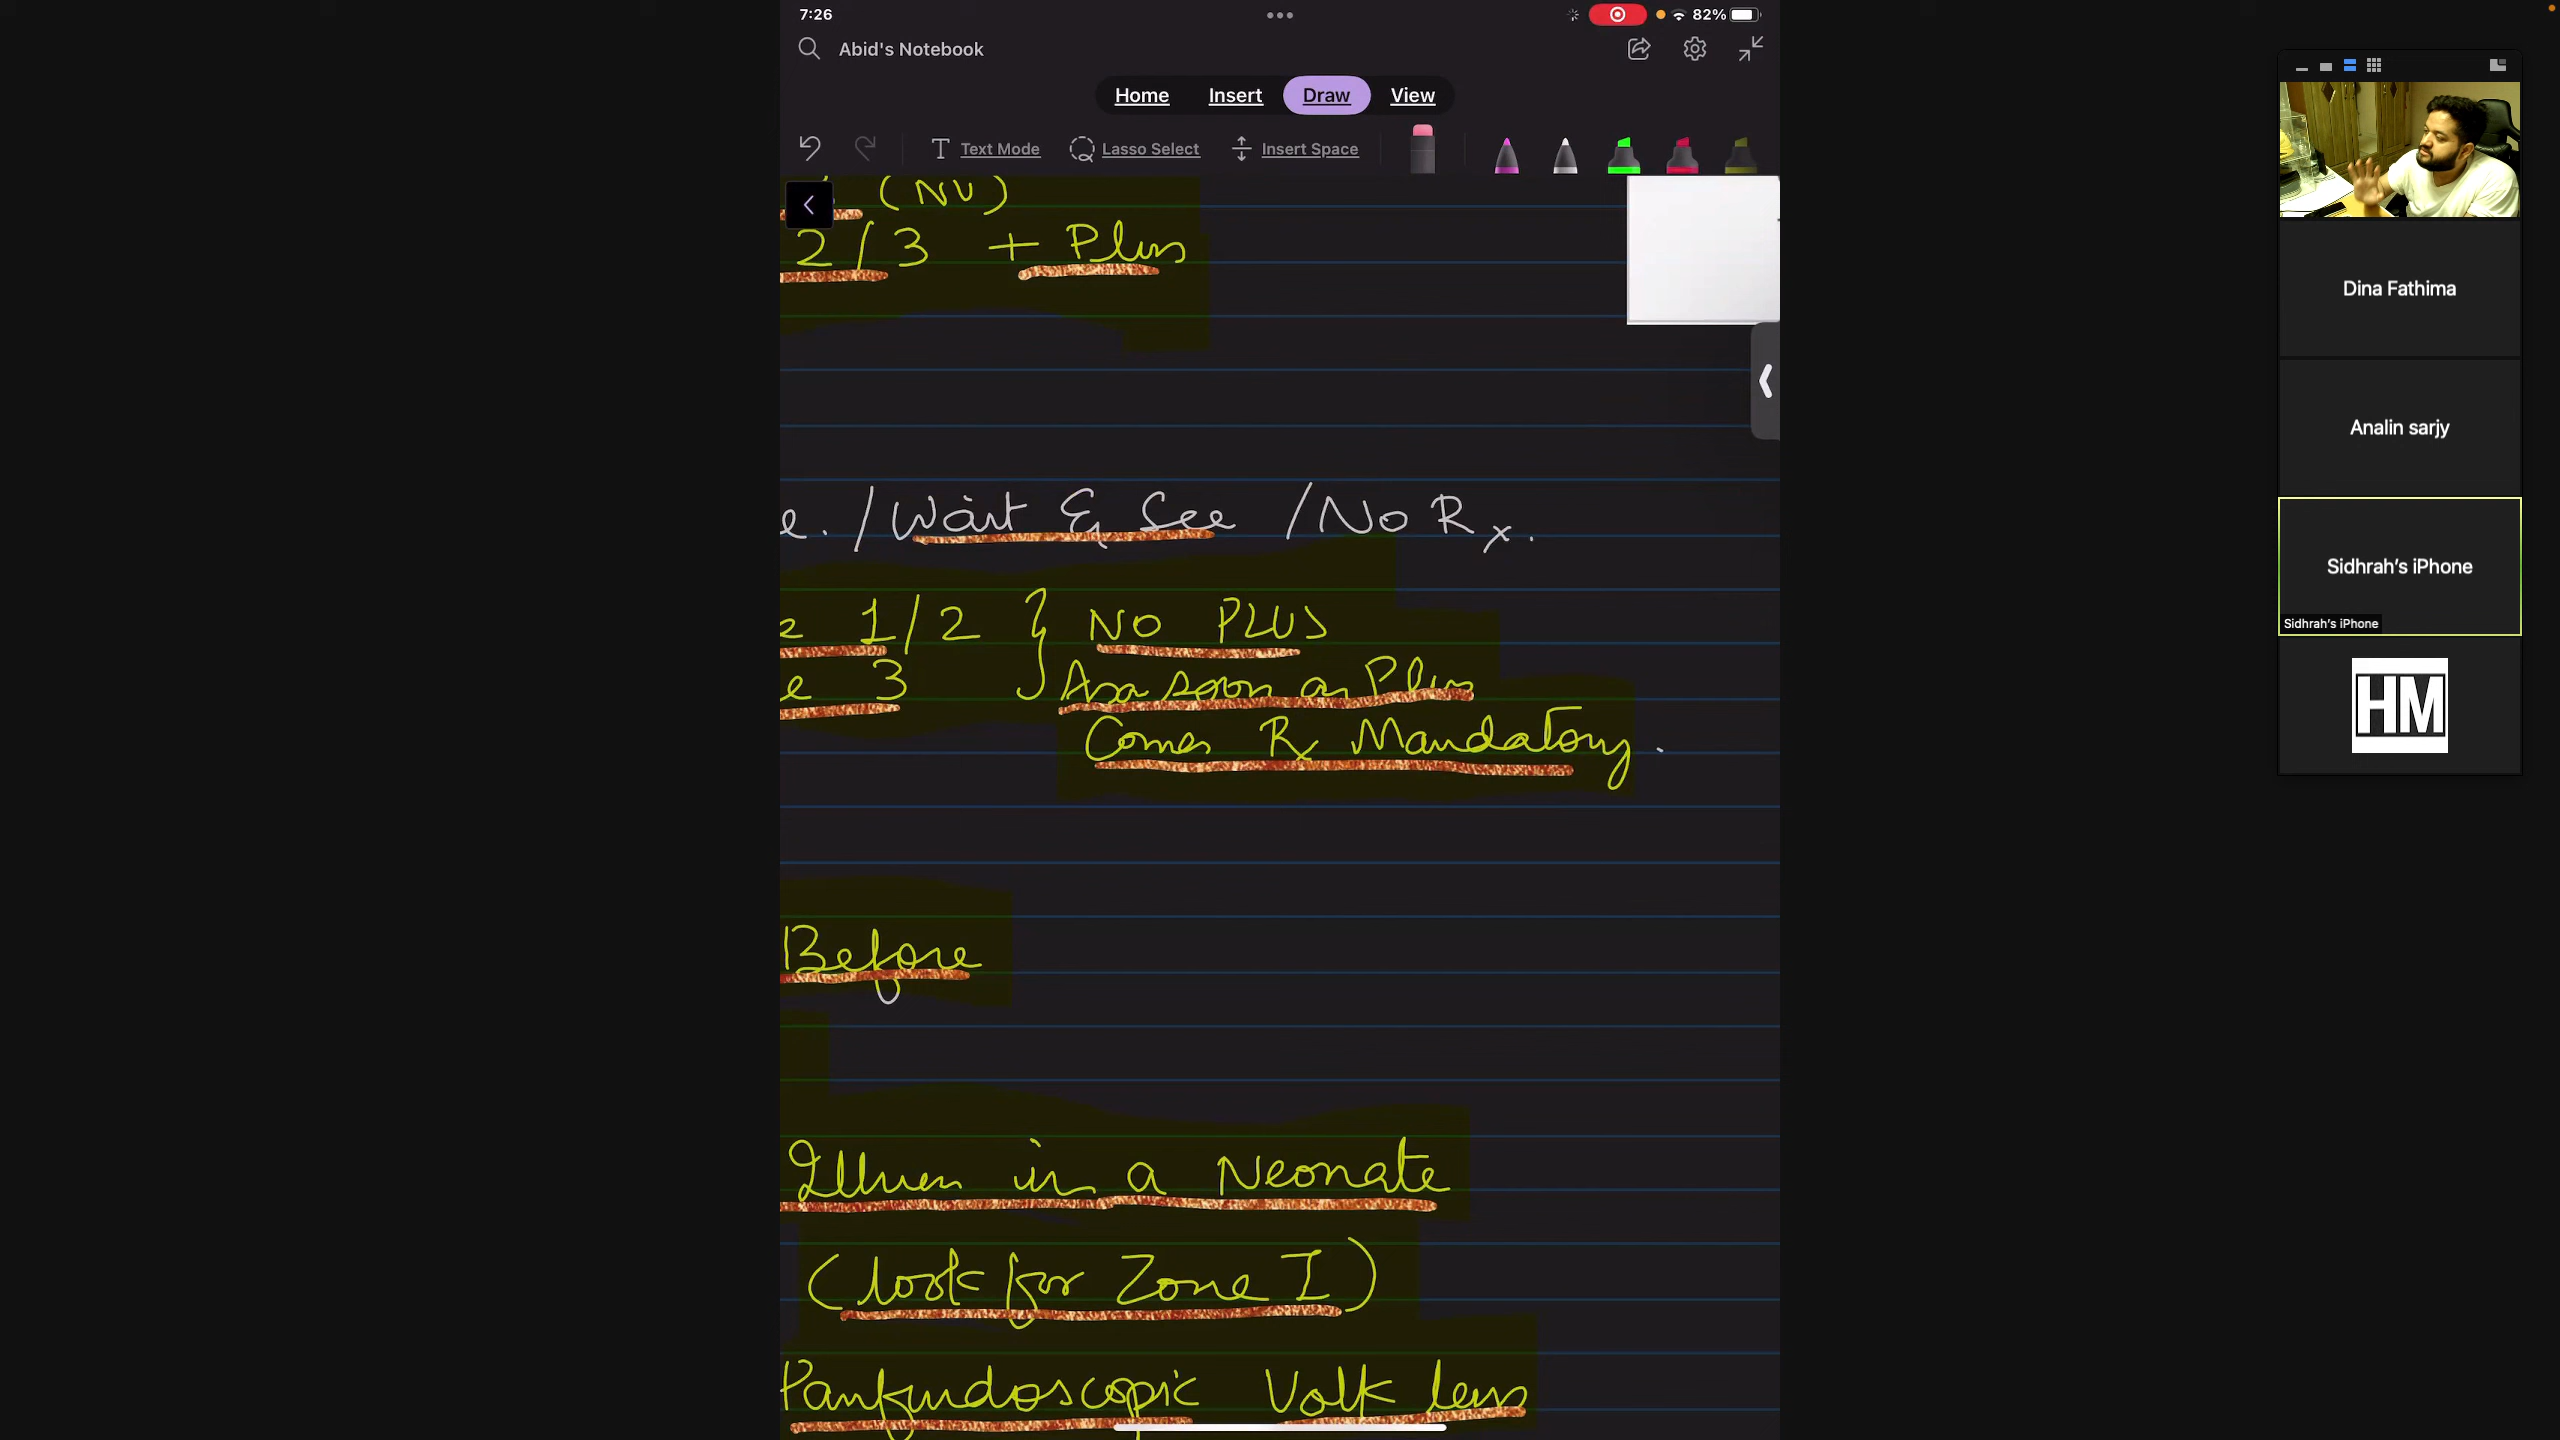 7:26
82%
Abid's Notebook
Home Insert Draw View
Text Mode Lasso Select Insert Space
(NV)
2/3 + Plus
e. /Wait & See /No Rx.
e 1/2 } NO PLUS
e 3 As soon as Plus
Comes Rx Mandatory.
Before
Illumn in a Neonate
(look for Zone I)
Panfundoscopic Volk lens
Dina Fathima
Analin sarjy
Sidhrah's iPhone
Sidhrah's iPhone
HM